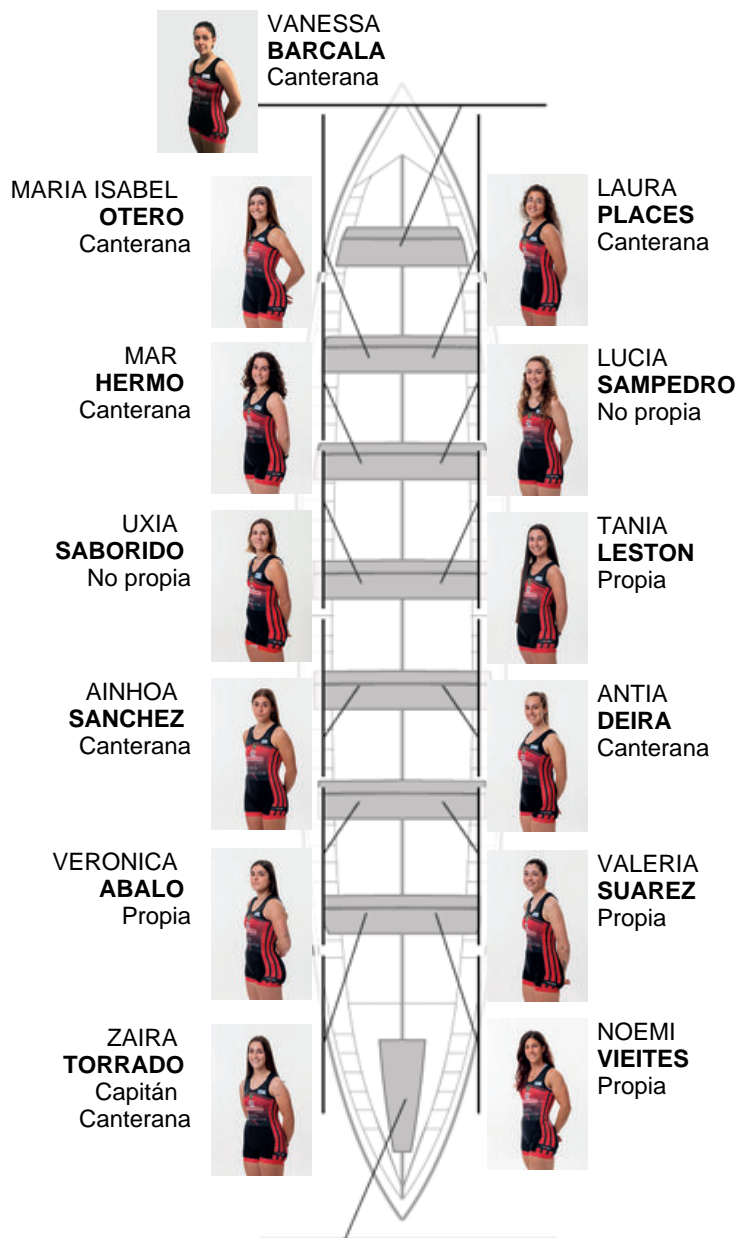 VANESSA
BARCALA
Canterana
MARIA ISABEL
OTERO
Canterana
LAURA
PLACES
Canterana
MAR
HERMO
Canterana
LUCIA
SAMPEDRO
No propia
UXIA
SABORIDO
No propia
TANIA
LESTON
Propia
AINHOA
SANCHEZ
Canterana
ANTIA
DEIRA
Canterana
VERONICA
ABALO
Propia
VALERIA
SUAREZ
Propia
ZAIRA
TORRADO
Capitán
Canterana
NOEMI
VIEITES
Propia